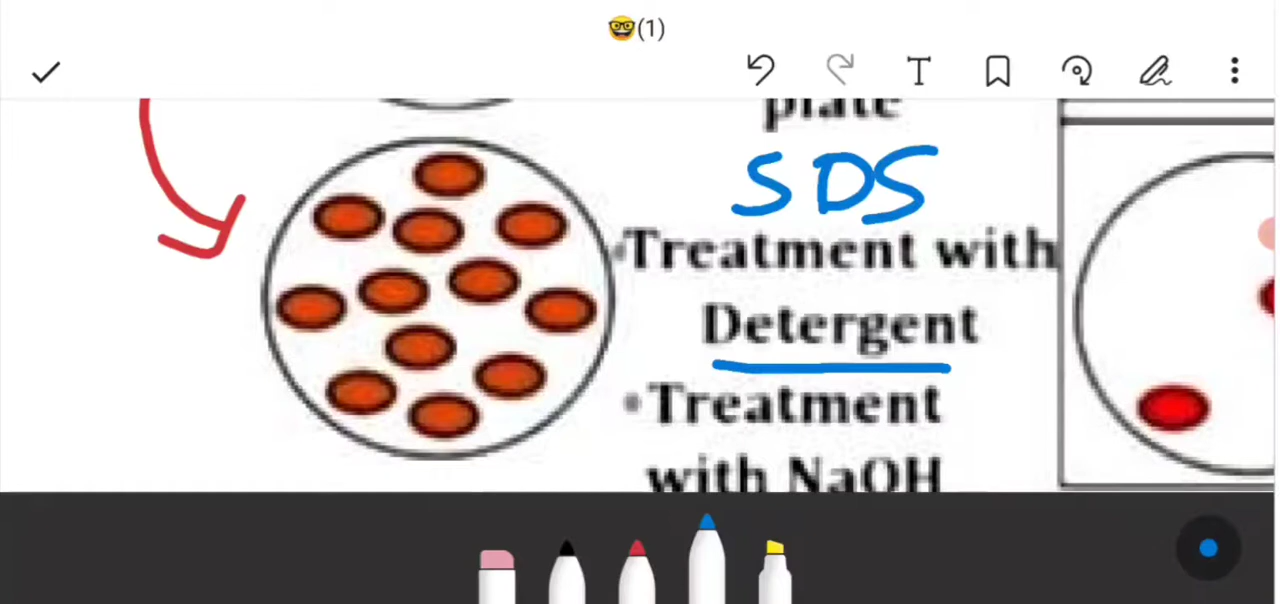 🤓(1)
plate
SDS
•Treatment with
Detergent
•Treatment
with NaOH